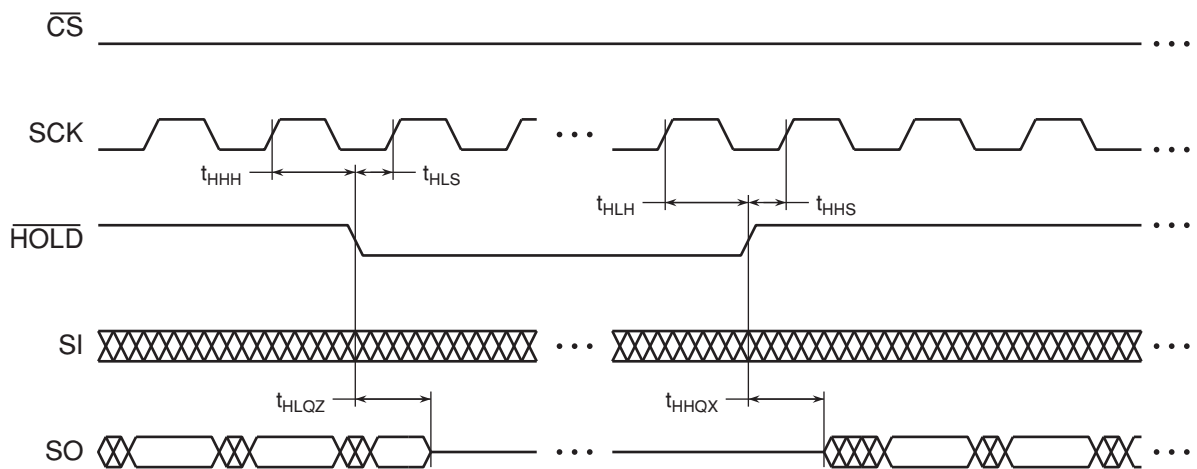 CS
SCK
tHHH
tHLS
tHLH
tHHS
HOLD
SI
tHLQZ
tHHQX
SO